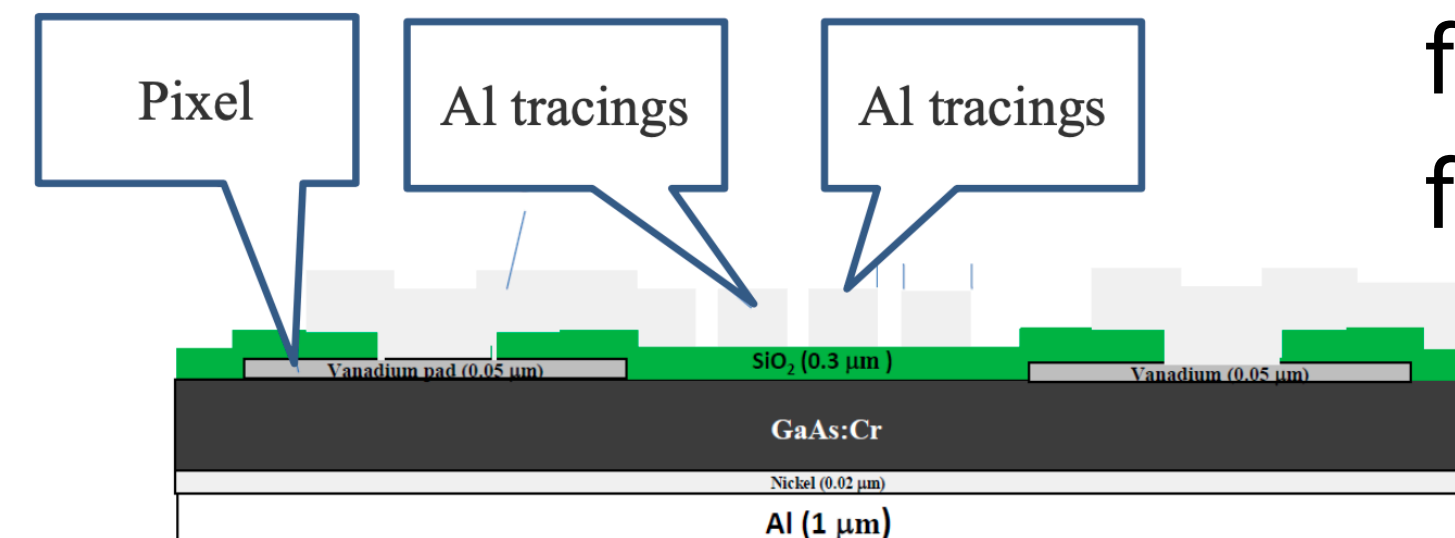 Pixel
Al tracings
Al tracings
f
f
SiO₂ (0.3 μm )
Vanadium pad (0.05 μm)
Vanadium (0.05 μm)
GaAs:Cr
Nickel (0.02 μm)
Al (1 μm)